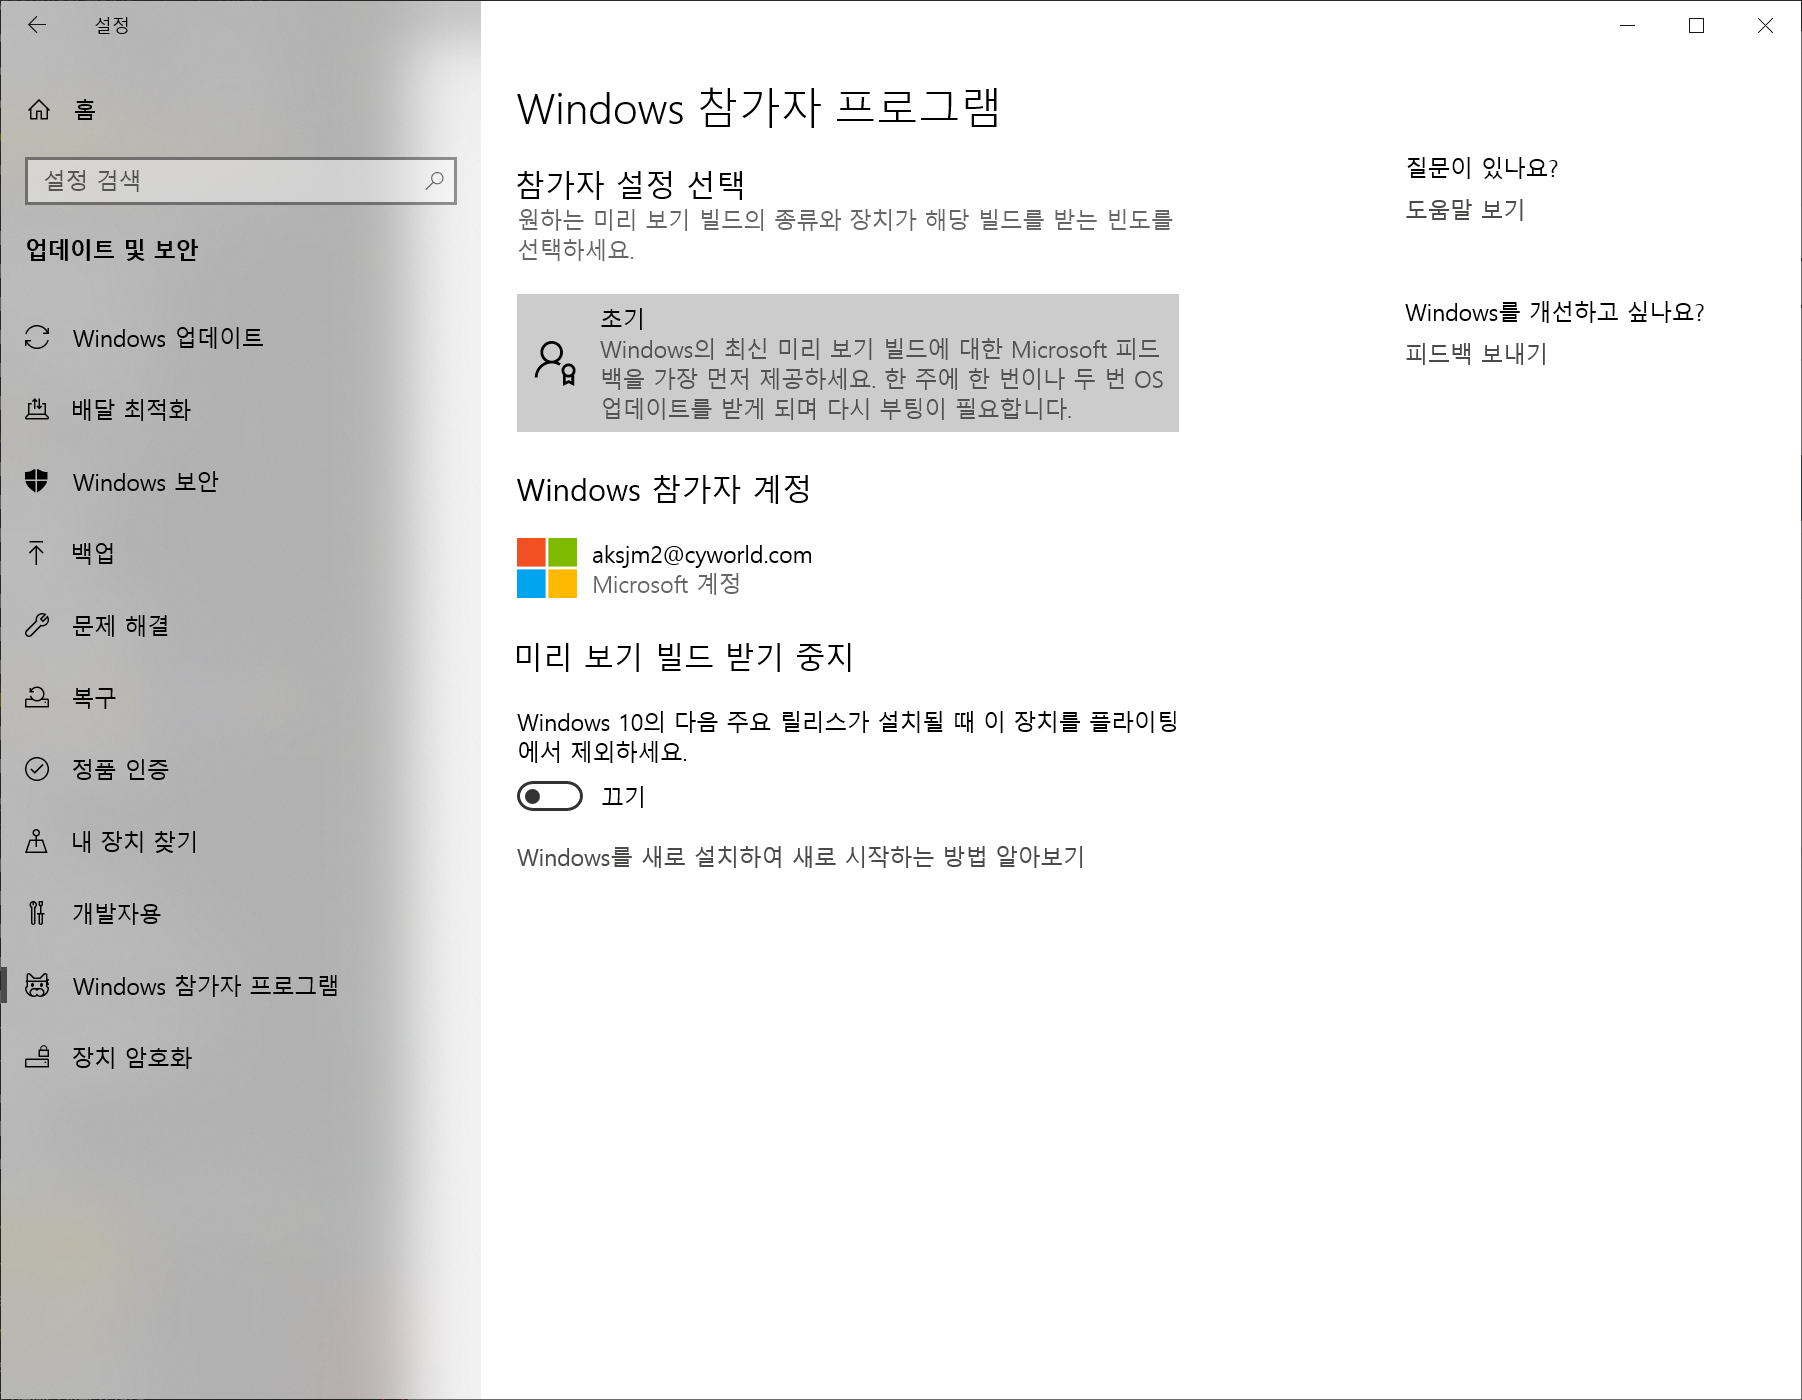 설정
홈
설정 검색
업데이트 및 보안
Windows 업데이트
배달 최적화
Windows 보안
백업
문제 해결
복구
정품 인증
내 장치 찾기
개발자용
Windows 참가자 프로그램
장치 암호화
Windows 참가자 프로그램
참가자 설정 선택
원하는 미리 보기 빌드의 종류와 장치가 해당 빌드를 받는 빈도를
선택하세요.
초기
Windows의 최신 미리 보기 빌드에 대한 Microsoft 피드
백을 가장 먼저 제공하세요. 한 주에 한 번이나 두 번 OS
업데이트를 받게 되며 다시 부팅이 필요합니다.
Windows 참가자 계정
aksjm2@cyworld.com
Microsoft 계정
미리 보기 빌드 받기 중지
Windows 10의 다음 주요 릴리스가 설치될 때 이 장치를 플라이팅
에서 제외하세요.
끄기
Windows를 새로 설치하여 새로 시작하는 방법 알아보기
질문이 있나요?
도움말 보기
Windows를 개선하고 싶나요?
피드백 보내기